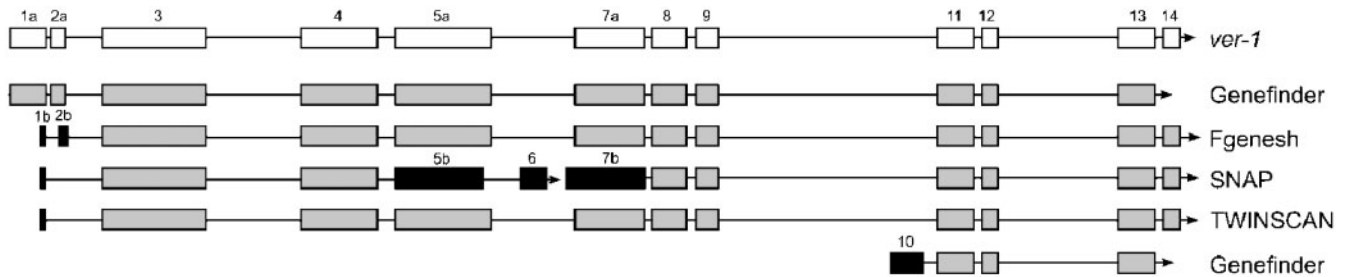 1a 2a 3 4 5a 7a 8 9 11 12 13 14
ver-1
Genefinder
1b 2b
Fgenesh
5b 6 7b
SNAP
TWINSCAN
10
Genefinder